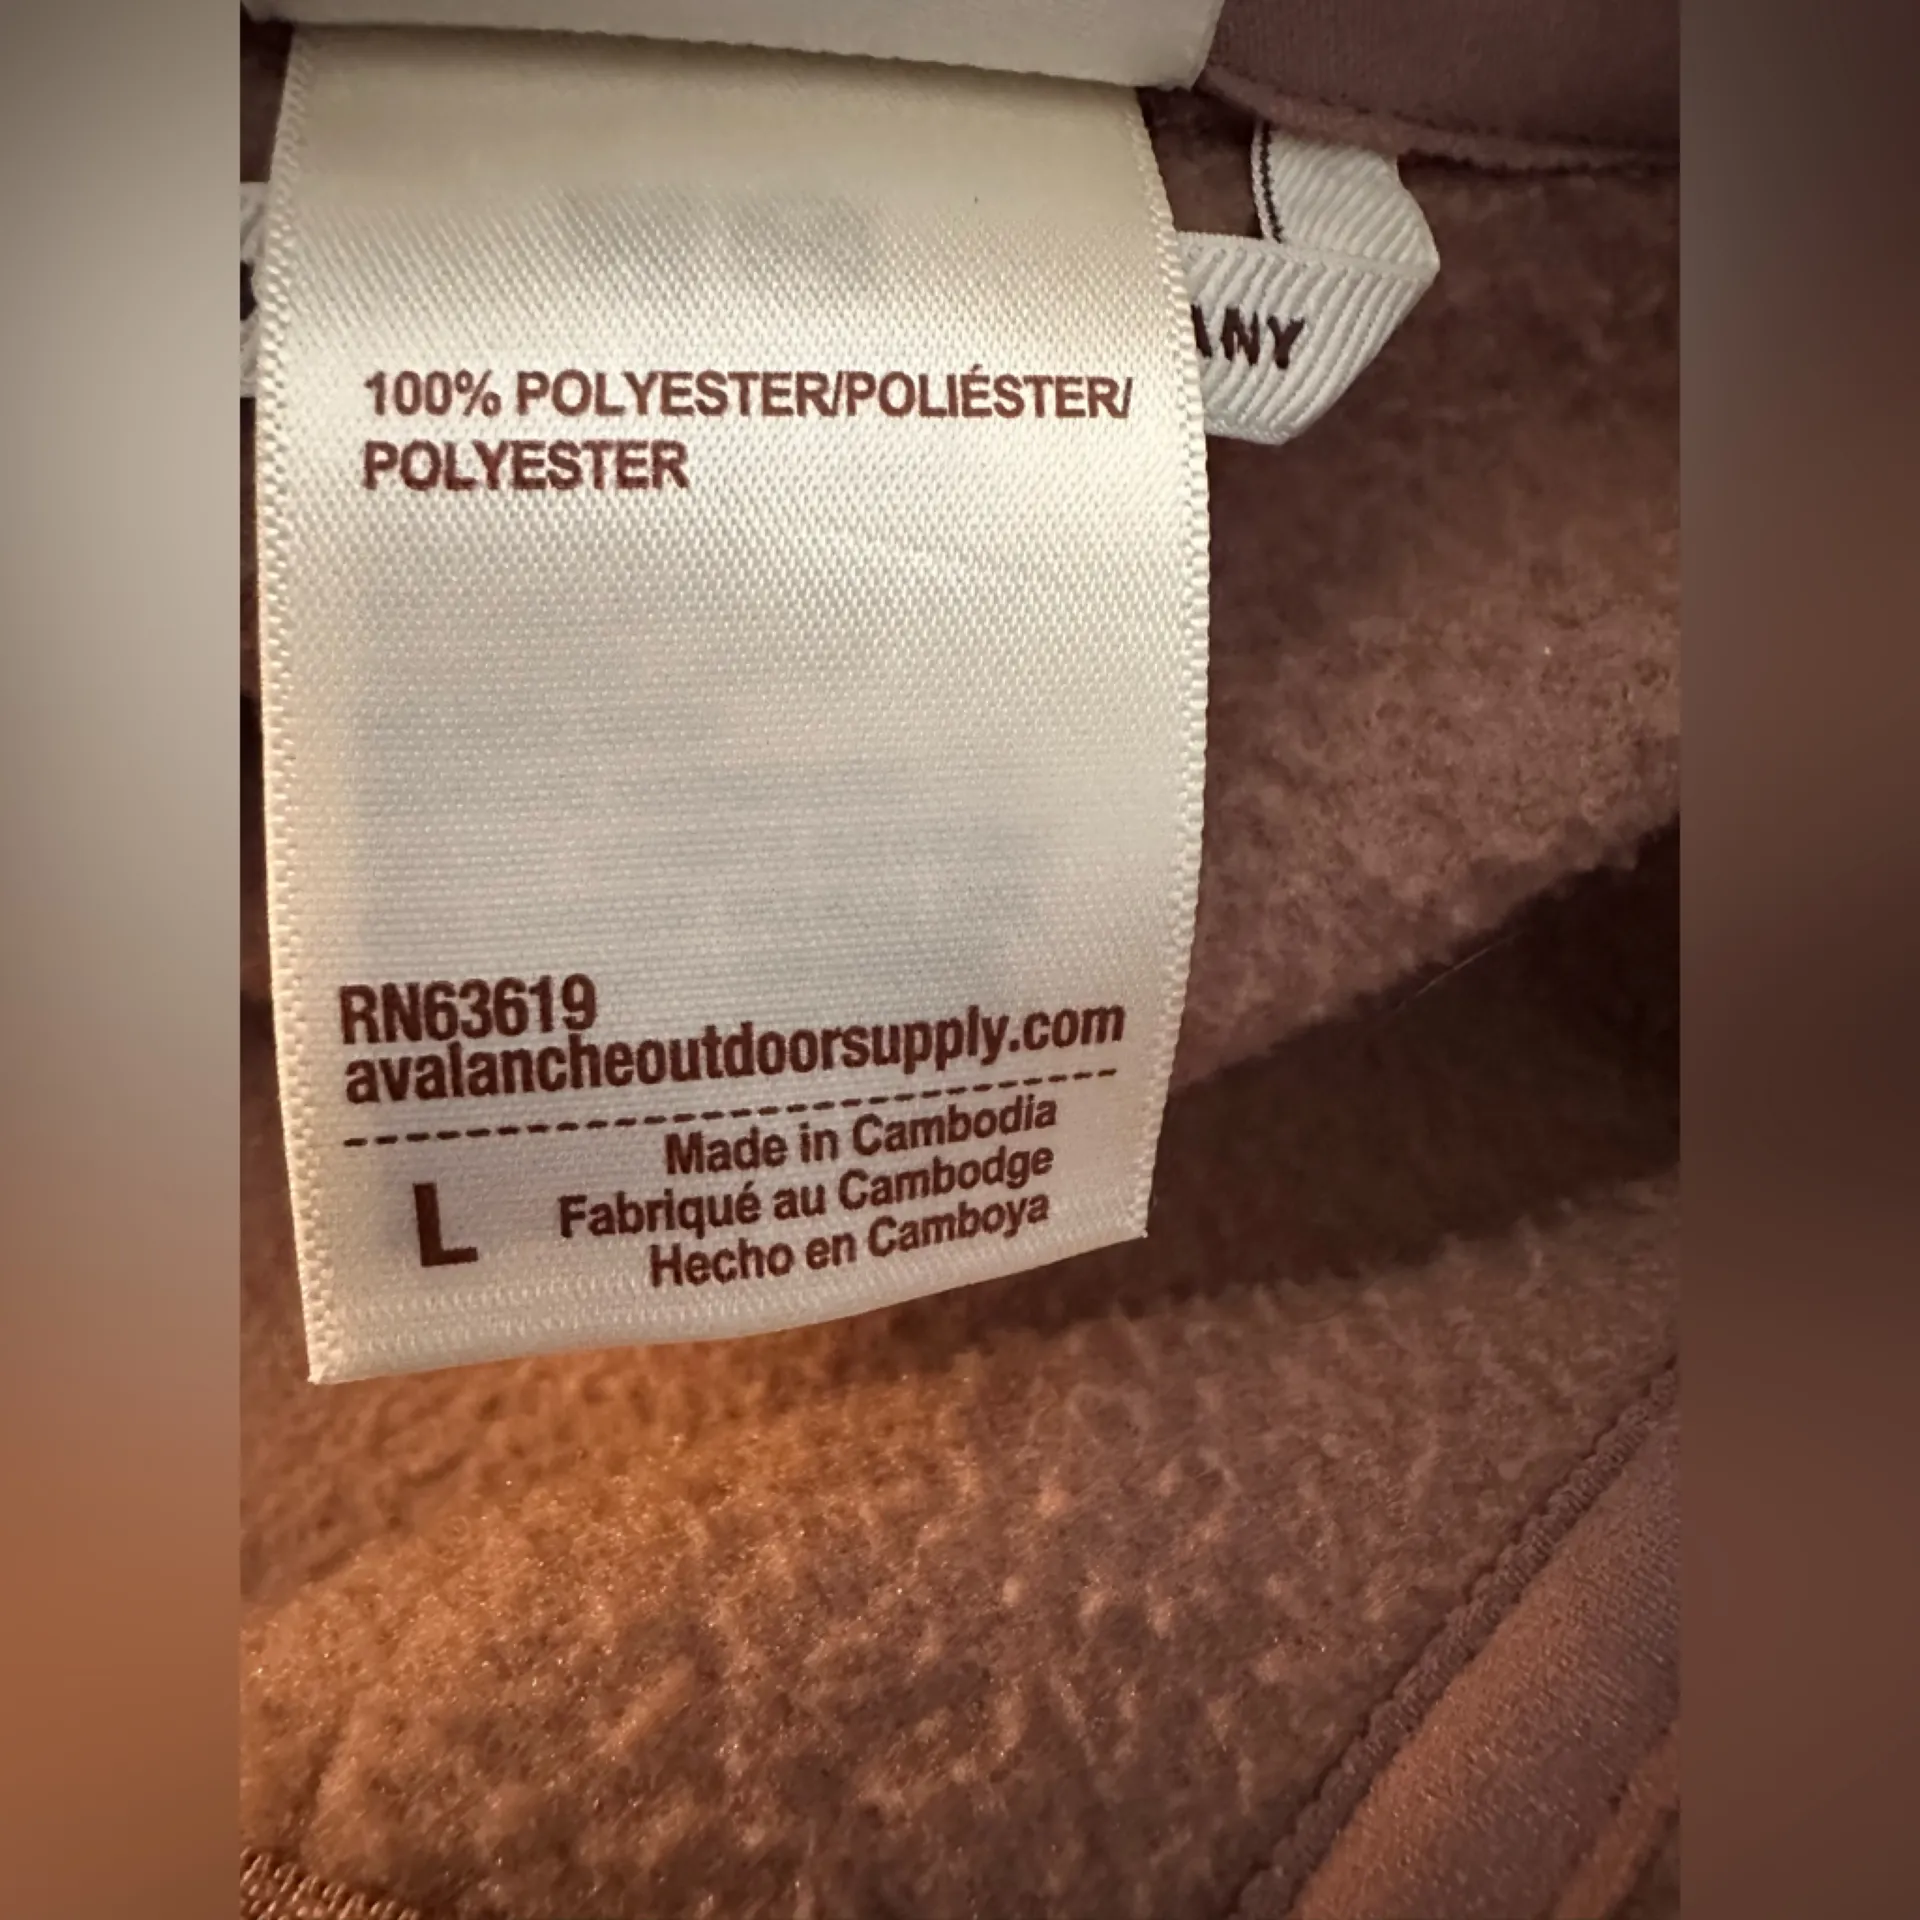 100% POLYESTER/POLIÉSTER/
POLYESTER
RN63619
avalancheoutdoorsupply.com
L
Made in Cambodia
Fabriqué au Cambodge
Hecho en Camboya